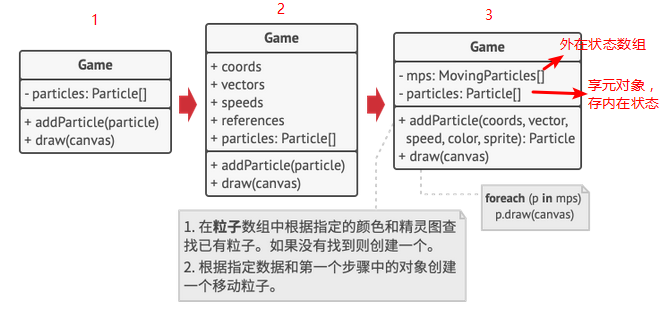 1
2
3
Game
- particles: Particle[]
+ addParticle(particle)
+ draw(canvas)
Game
+ coords
+ vectors
+ speeds
+ references
+ particles: Particle[]
+ addParticle(particle)
+ draw(canvas)
Game
- mps: MovingParticles[]
- particles: Particle[]
+ addParticle(coords, vector,
speed, color, sprite): Particle
+ draw(canvas)
外在状态数组
享元对象，
存内在状态
foreach (p in mps)
p.draw(canvas)
1. 在粒子数组中根据指定的颜色和精灵图查
找已有粒子。如果没有找到则创建一个。
2. 根据指定数据和第一个步骤中的对象创建
一个移动粒子。